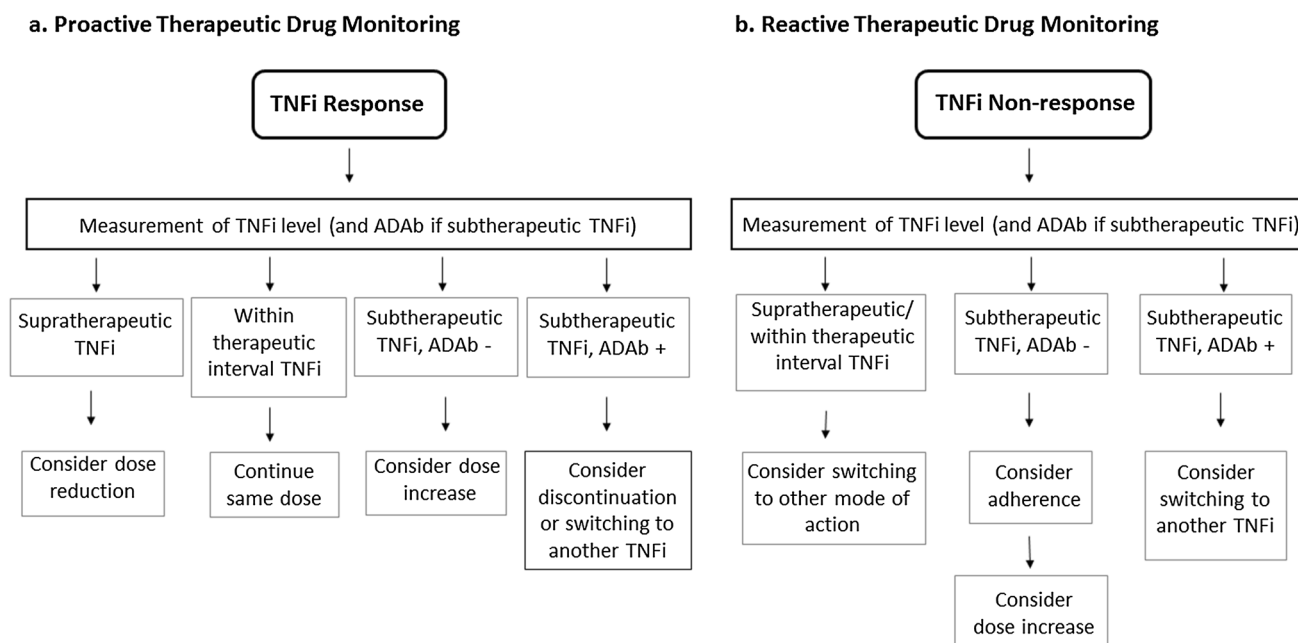 a. Proactive Therapeutic Drug Monitoring
TNFi Response
Measurement of TNFi level (and ADAb if subtherapeutic TNFi)
Supratherapeutic
TNFi
Within
therapeutic
interval TNFi
Subtherapeutic
TNFi, ADAb -
Subtherapeutic
TNFi, ADAb +
Consider dose
reduction
Continue
same dose
Consider dose
increase
Consider
discontinuation
or switching to
another TNFi
b. Reactive Therapeutic Drug Monitoring
TNFi Non-response
Measurement of TNFi level (and ADAb if subtherapeutic TNFi)
Supratherapeutic/
within therapeutic
interval TNFi
Subtherapeutic
TNFi, ADAb -
Subtherapeutic
TNFi, ADAb +
Consider switching
to other mode of
action
Consider
adherence
Consider
switching to
another TNFi
Consider
dose increase